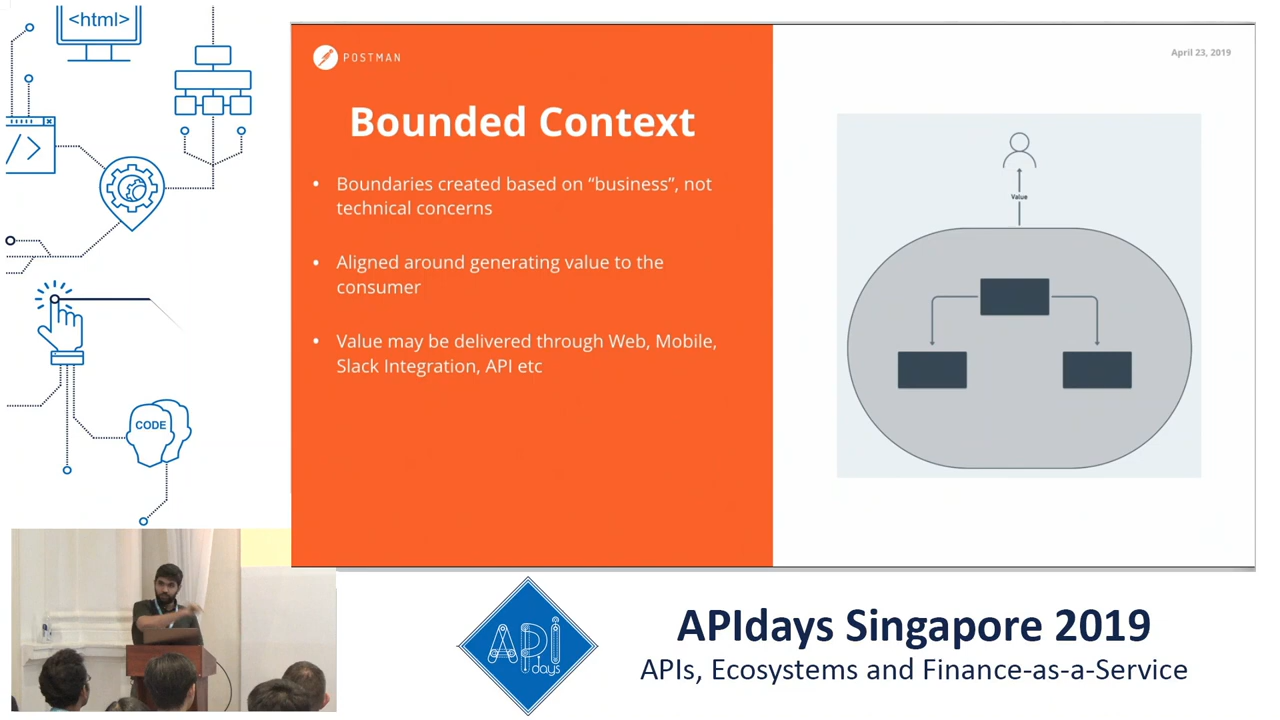 <html>
</>
CODE
POSTMAN
April 23, 2019
Bounded Context
• Boundaries created based on “business”, not
technical concerns
• Aligned around generating value to the
consumer
• Value may be delivered through Web, Mobile,
Slack Integration, API etc
Value
API
days
APIdays Singapore 2019
APIs, Ecosystems and Finance-as-a-Service